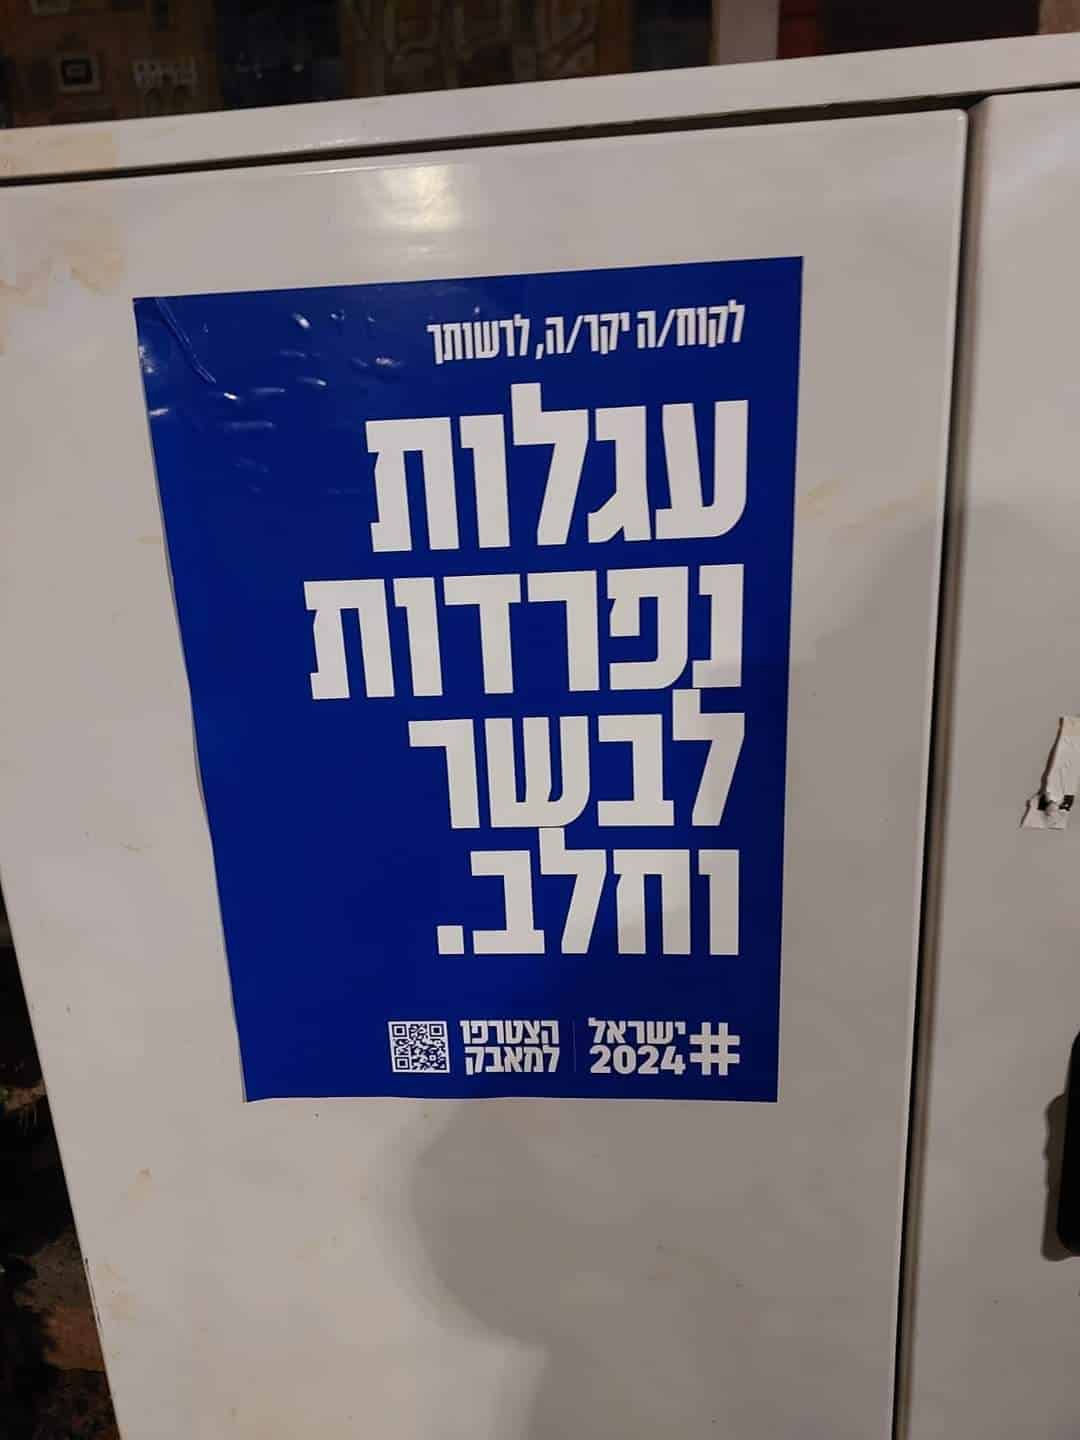 לקוח/ה יקר/ה, לרשותך
עגלות
נפרדות
לבשר
וחלב.
#ישראל 2024
הצטרפו
למאבק